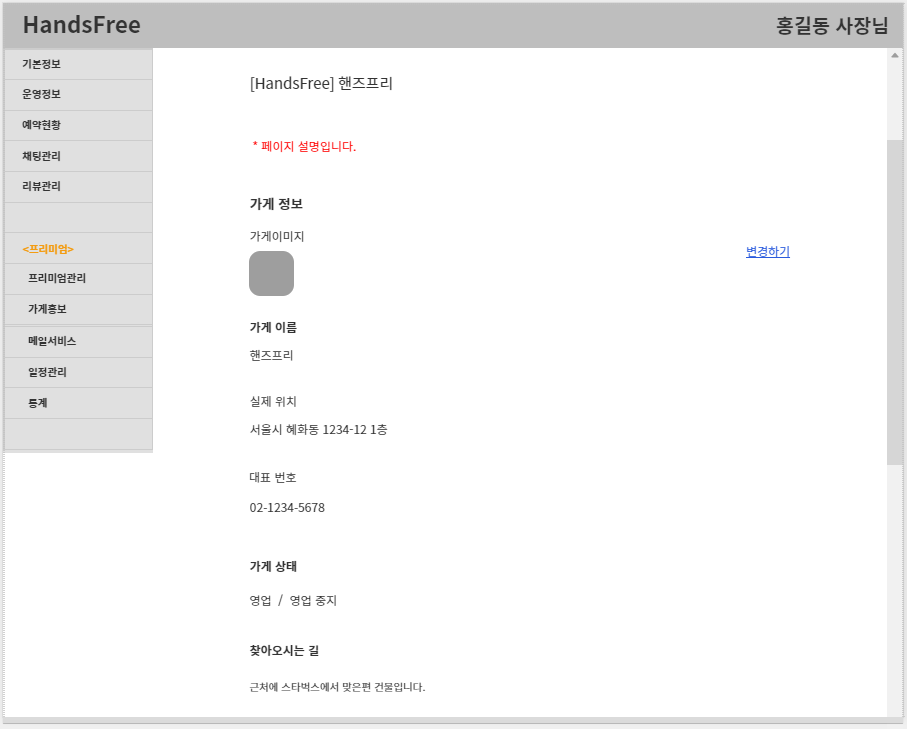 HandsFree
홍길동 사장님
기본정보
운영정보
예약현황
채팅관리
리뷰관리
<프리미엄>
프리미엄관리
가게홍보
메일서비스
일정관리
통계
[HandsFree] 핸즈프리
* 페이지 설명입니다.
가게 정보
가게이미지
변경하기
가게 이름
핸즈프리
실제 위치
서울시 혜화동 1234-12 1층
대표 번호
02-1234-5678
가게 상태
영업 / 영업 중지
찾아오시는 길
근처에 스타벅스에서 맞은편 건물입니다.